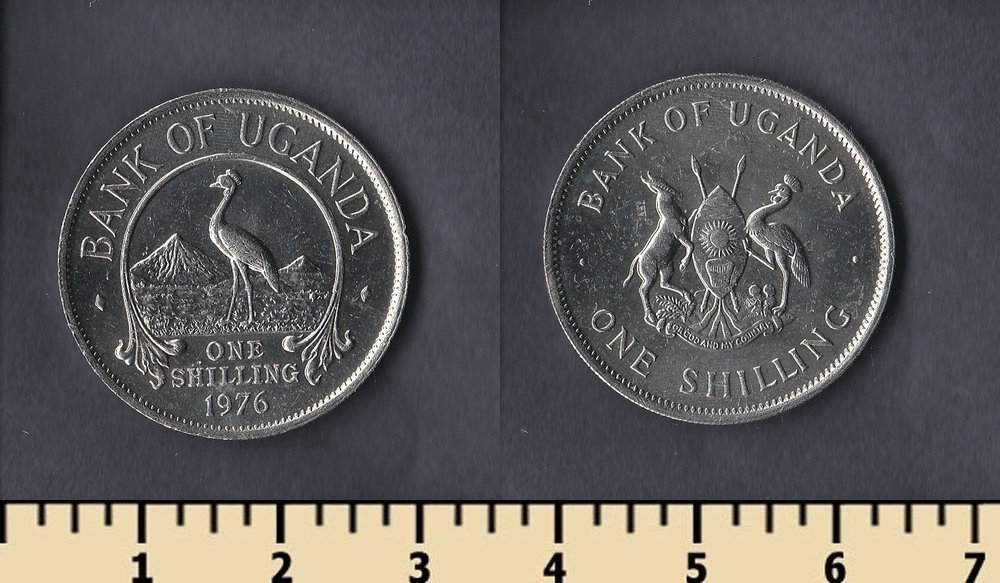 BANK OF UGANDA
ONE
SHILLING
1976
BANK OF UGANDA
FOR GOD AND MY COUNTRY
ONE SHILLING
1 2 3 4 5 6 7